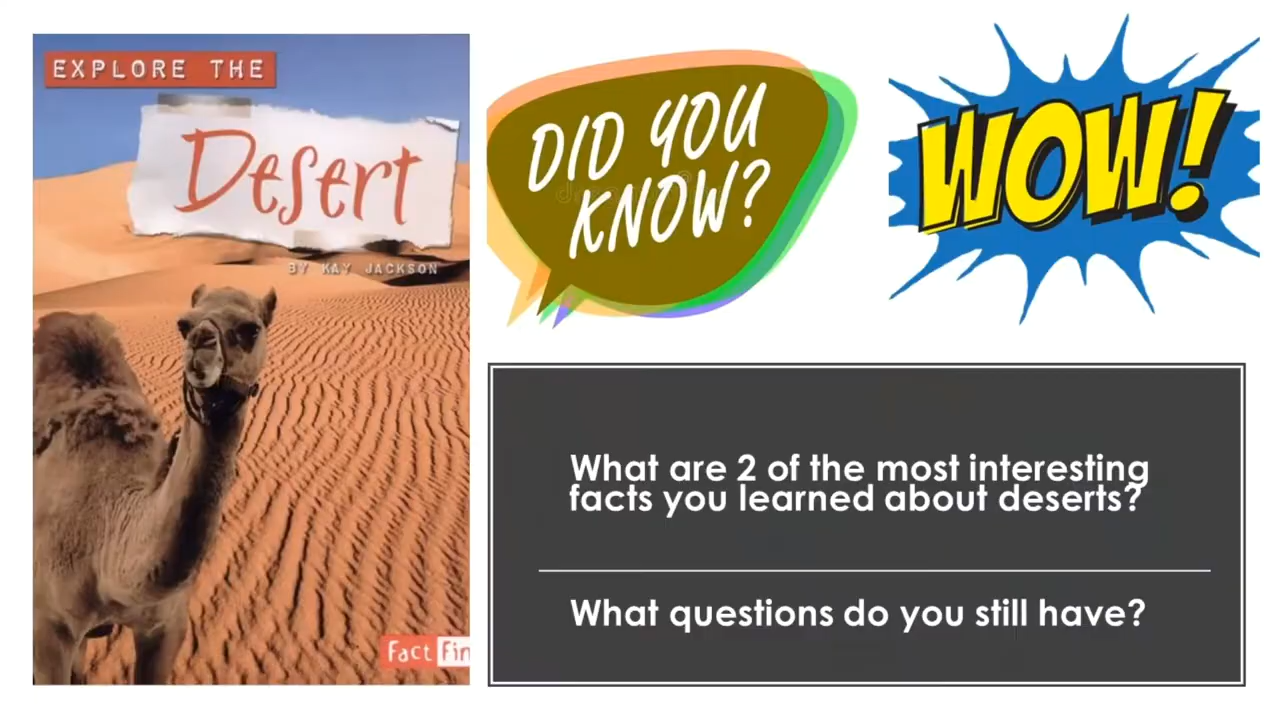 EXPLORE THE
Desert
BY KAY JACKSON
Fact Fin
DID YOU
KNOW?
WOW!
What are 2 of the most interesting
facts you learned about deserts?
What questions do you still have?